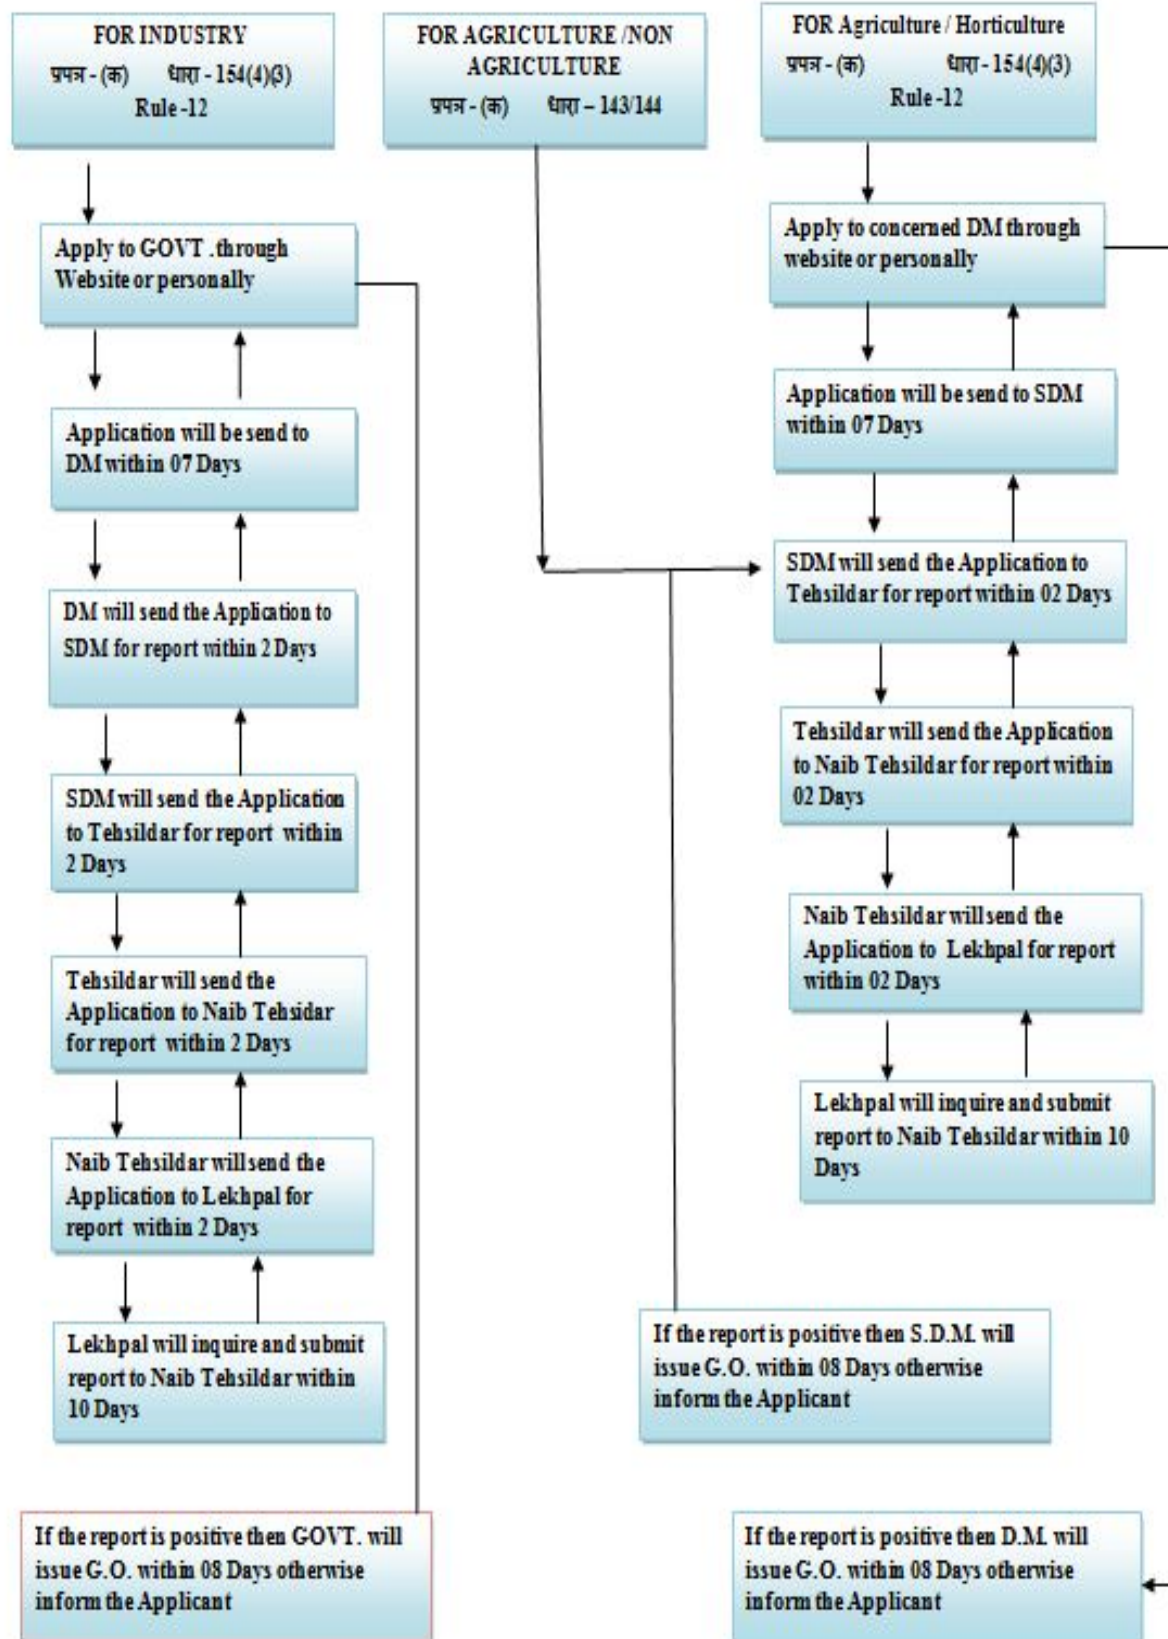 FOR INDUSTRY
प्रपत्र - (क) धारा - 154(4)(3)
Rule -12
Apply to GOVT . through
Website or personally
Application will be send to
DM within 07 Days
DM will send the Application to
SDM for report within 2 Days
SDM will send the Application
to Tehsildar for report within
2 Days
Tehsildar will send the
Application to Naib Tehsidar
for report within 2 Days
Naib Tehsildar will send the
Application to Lekhpal for
report within 2 Days
Lekhpal will inquire and submit
report to Naib Tehsildar within
10 Days
If the report is positive then GOVT. will
issue G.O. within 08 Days otherwise
inform the Applicant
FOR AGRICULTURE /NON
AGRICULTURE
प्रपत्र - (क) धारा – 143/144
If the report is positive then S.D.M. will
issue G.O. within 08 Days otherwise
inform the Applicant
FOR Agriculture / Horticulture
प्रपत्र - (क) धारा - 154(4)(3)
Rule -12
Apply to concerned DM through
website or personally
Application will be send to SDM
within 07 Days
SDM will send the Application to
Tehsildar for report within 02 Days
Tehsildar will send the Application
to Naib Tehsildar for report within
02 Days
Naib Tehsildar will send the
Application to Lekhpal for report
within 02 Days
Lekhpal will inquire and submit
report to Naib Tehsildar within 10
Days
If the report is positive then D.M. will
issue G.O. within 08 Days otherwise
inform the Applicant